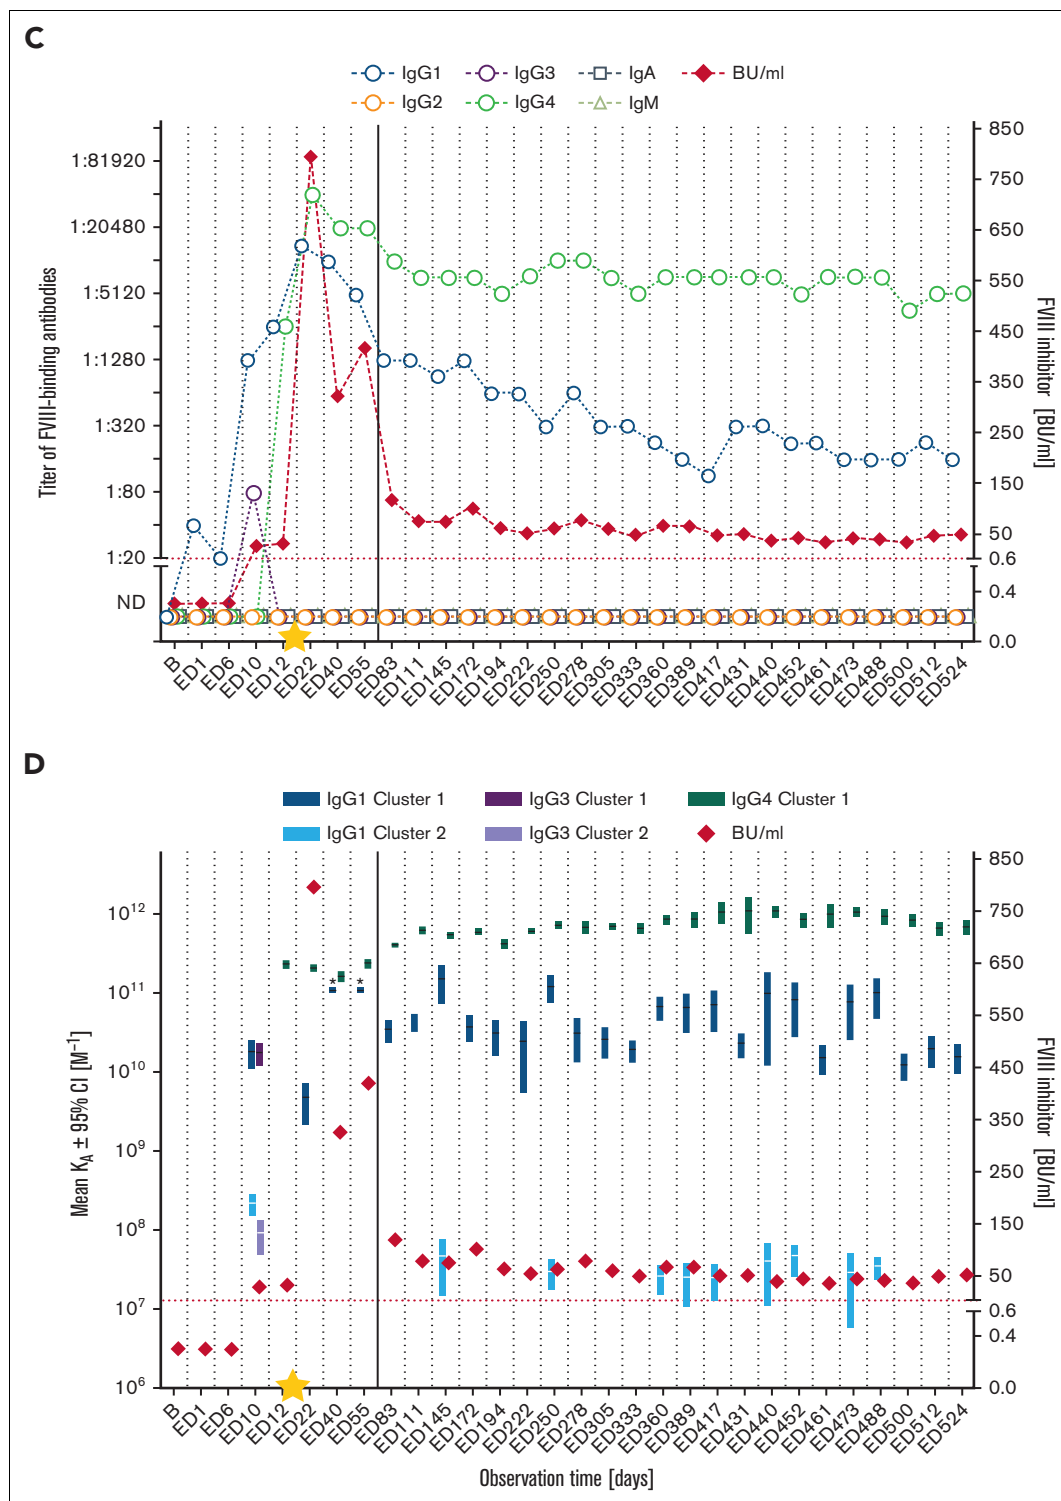 C
IgG1 IgG3 IgA BU/ml
IgG2 IgG4 IgM
Titer of FVIII-binding antibodies
1:81920
1:20480
1:5120
1:1280
1:320
1:80
1:20
ND
850
750
650
550
450
350
250
150
50
0.6
0.4
0.0
FVIII inhibitor [BU/ml]
B ED1 ED6 ED10 ED12 ED22 ED40 ED55 ED83 ED111 ED145 ED172 ED194 ED222 ED250 ED278 ED305 ED333 ED360 ED389 ED417 ED431 ED440 ED452 ED461 ED473 ED488 ED500 ED512 ED524
D
IgG1 Cluster 1 IgG3 Cluster 1 IgG4 Cluster 1
IgG1 Cluster 2 IgG3 Cluster 2 BU/ml
Mean K_A ± 95% CI [M⁻¹]
10¹²
10¹¹
10¹⁰
10⁹
10⁸
10⁷
10⁶
* *
850
750
650
550
450
350
250
150
50
0.6
0.4
0.0
FVIII inhibitor [BU/ml]
B ED1 ED6 ED10 ED12 ED22 ED40 ED55 ED83 ED111 ED145 ED172 ED194 ED222 ED250 ED278 ED305 ED333 ED360 ED389 ED417 ED431 ED440 ED452 ED461 ED473 ED488 ED500 ED512 ED524
Observation time [days]